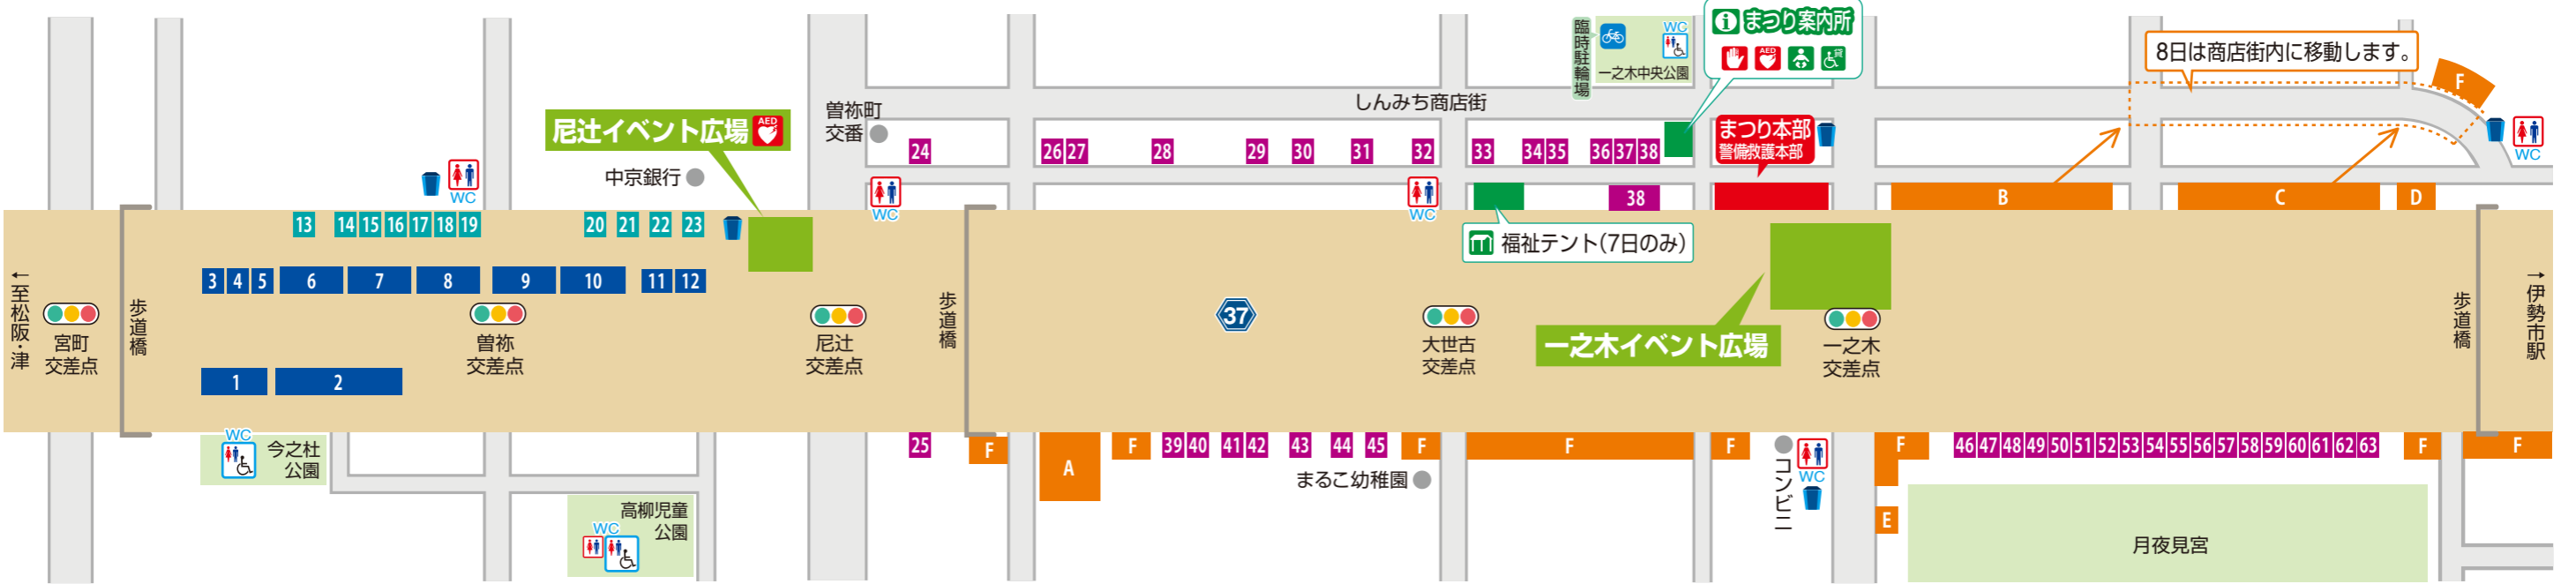 臨時駐輪場
WC
一之木中央公園
i まつり案内所
AED
貸
8日は商店街内に移動します。
F
しんみち商店街
曽祢町
交番
尼辻イベント広場
AED
中京銀行
WC
24
26 27 28 29 30 31 32 33 34 35 36 37 38
まつり本部
警備救護本部
WC
WC
WC
38
B
C
D
福祉テント(7日のみ)
13 14 15 16 17 18 19 20 21 22 23
3 4 5 6 7 8 9 10 11 12
←至松阪・津
宮町
交差点
歩道橋
曽祢
交差点
尼辻
交差点
歩道橋
37
大世古
交差点
一之木イベント広場
一之木
交差点
歩道橋
→伊勢市駅
1 2
WC
今之社
公園
25
F
A
F
39 40 41 42 43 44 45
F
F
F
F
46 47 48 49 50 51 52 53 54 55 56 57 58 59 60 61 62 63
F
F
まるこ幼稚園
コンビニ
WC
E
高柳児童
公園
WC
月夜見宮